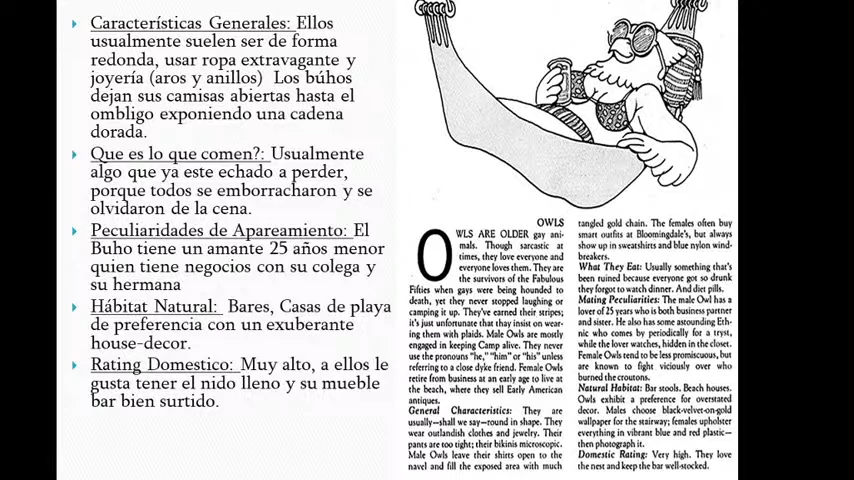 Características Generales: Ellos
usualmente suelen ser de forma
redonda, usar ropa extravagante y
joyería (aros y anillos)  Los búhos
dejan sus camisas abiertas hasta el
ombligo exponiendo una cadena
dorada.
Que es lo que comen?: Usualmente
algo que ya este echado a perder,
porque todos se emborracharon y se
olvidaron de la cena.
Peculiaridades de Apareamiento: El
Buho tiene un amante 25 años menor
quien tiene negocios con su colega y
su hermana
Hábitat Natural:  Bares, Casas de playa
de preferencia con un exuberante
house-decor.
Rating Domestico: Muy alto, a ellos le
gusta tener el nido lleno y su mueble
bar bien surtido.
OWLS
OWLS ARE OLDER gay ani-
mals. Though sarcastic at
times, they love everyone and
everyone loves them. They are
the survivors of the Fabulous
Fifties when gays were being hounded to
death, yet they never stopped laughing or
camping it up. They've earned their stripes;
it's just unfortunate that they insist on wear-
ing them with plaids. Male Owls are mostly
engaged in keeping Camp alive. They never
use the pronouns "he," "him" or "his" unless
referring to a close dyke friend. Female Owls
retire from business at an early age to live at
the beach, where they sell Early American
antiques.
General Characteristics: They are
usually—shall we say—round in shape. They
wear outlandish clothes and jewelry. Their
pants are too tight; their bikinis microscopic.
Male Owls leave their shirts open to the
navel and fill the exposed area with much
tangled gold chain. The females often buy
smart outfits at Bloomingdale's, but always
show up in sweatshirts and blue nylon wind-
breakers.
What They Eat: Usually something that's
been ruined because everyone got so drunk
they forgot to watch dinner. And diet pills.
Mating Peculiarities: The male Owl has a
lover of 25 years who is both business partner
and sister. He also has some astounding Eth-
nic who comes by periodically for a tryst,
while the lover watches, hidden in the closet.
Female Owls tend to be less promiscuous, but
are known to fight viciously over who
burned the croutons.
Natural Habitat: Bar stools. Beach houses.
Owls exhibit a preference for overstated
decor. Males choose black-velvet-on-gold
wallpaper for the stairway; females upholster
everything in vibrant blue and red plastic—
then photograph it.
Domestic Rating: Very high. They love
the nest and keep the bar well-stocked.